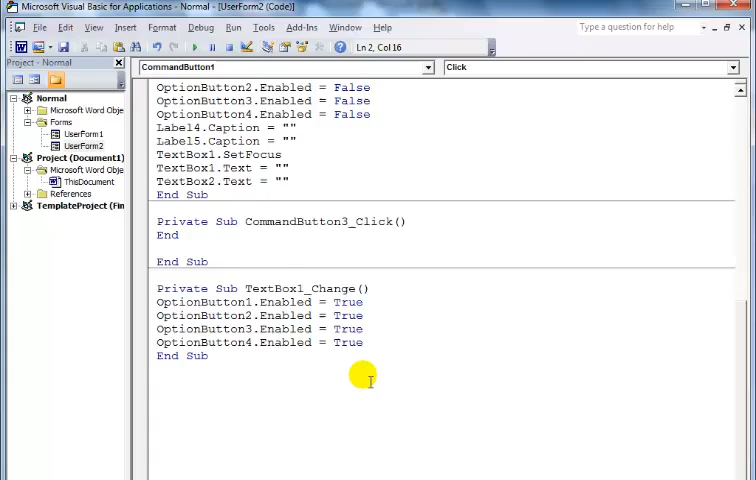 Microsoft Visual Basic for Applications - Normal - [UserForm2 (Code)]
File Edit View Insert Format Debug Run Tools Add-Ins Window Help
Type a question for help
Ln 2, Col 16
Project - Normal
CommandButton1
Click
Normal
Microsoft Word Obje
Forms
UserForm1
UserForm2
Project (Document1)
Microsoft Word Obje
ThisDocument
References
TemplateProject (Fin
OptionButton2.Enabled = False
OptionButton3.Enabled = False
OptionButton4.Enabled = False
Label4.Caption = ""
Label5.Caption = ""
TextBox1.SetFocus
TextBox1.Text = ""
TextBox2.Text = ""
End Sub
Private Sub CommandButton3_Click()
End
End Sub
Private Sub TextBox1_Change()
OptionButton1.Enabled = True
OptionButton2.Enabled = True
OptionButton3.Enabled = True
OptionButton4.Enabled = True
End Sub